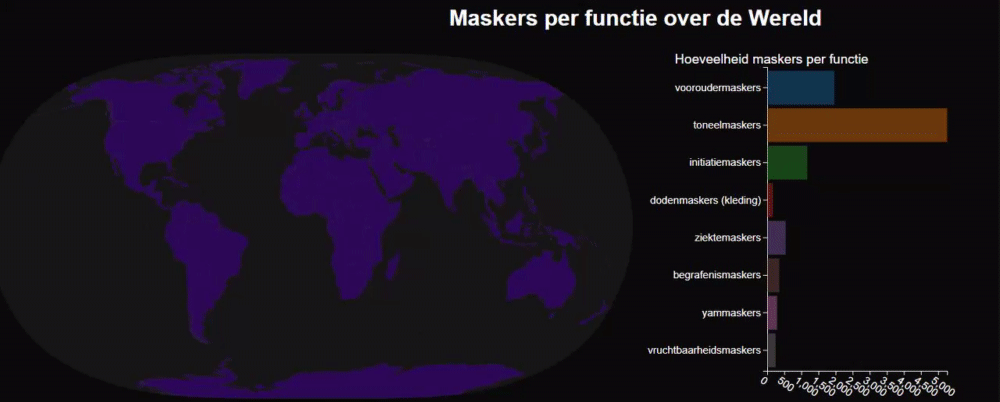 Maskers per functie over de Wereld
Hoeveelheid maskers per functie
vooroudermaskers
toneelmaskers
initiatiemaskers
dodenmaskers (kleding)
ziektemaskers
begrafenismaskers
yammaskers
vruchtbaarheidsmaskers
0
500
1,000
1,500
2,000
2,500
3,000
3,500
4,000
4,500
5,000